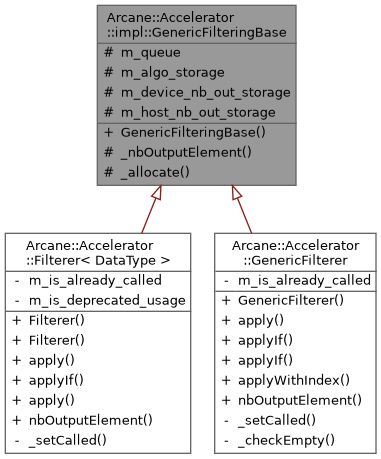 Arcane::Accelerator
::impl::GenericFilteringBase
# m_queue
# m_algo_storage
# m_device_nb_out_storage
# m_host_nb_out_storage
+ GenericFilteringBase()
# _nbOutputElement()
# _allocate()
Arcane::Accelerator
::Filterer< DataType >
- m_is_already_called
- m_is_deprecated_usage
+ Filterer()
+ Filterer()
+ apply()
+ applyIf()
+ apply()
+ nbOutputElement()
- _setCalled()
Arcane::Accelerator
::GenericFilterer
- m_is_already_called
+ GenericFilterer()
+ apply()
+ applyIf()
+ applyIf()
+ applyWithIndex()
+ nbOutputElement()
- _setCalled()
- _checkEmpty()